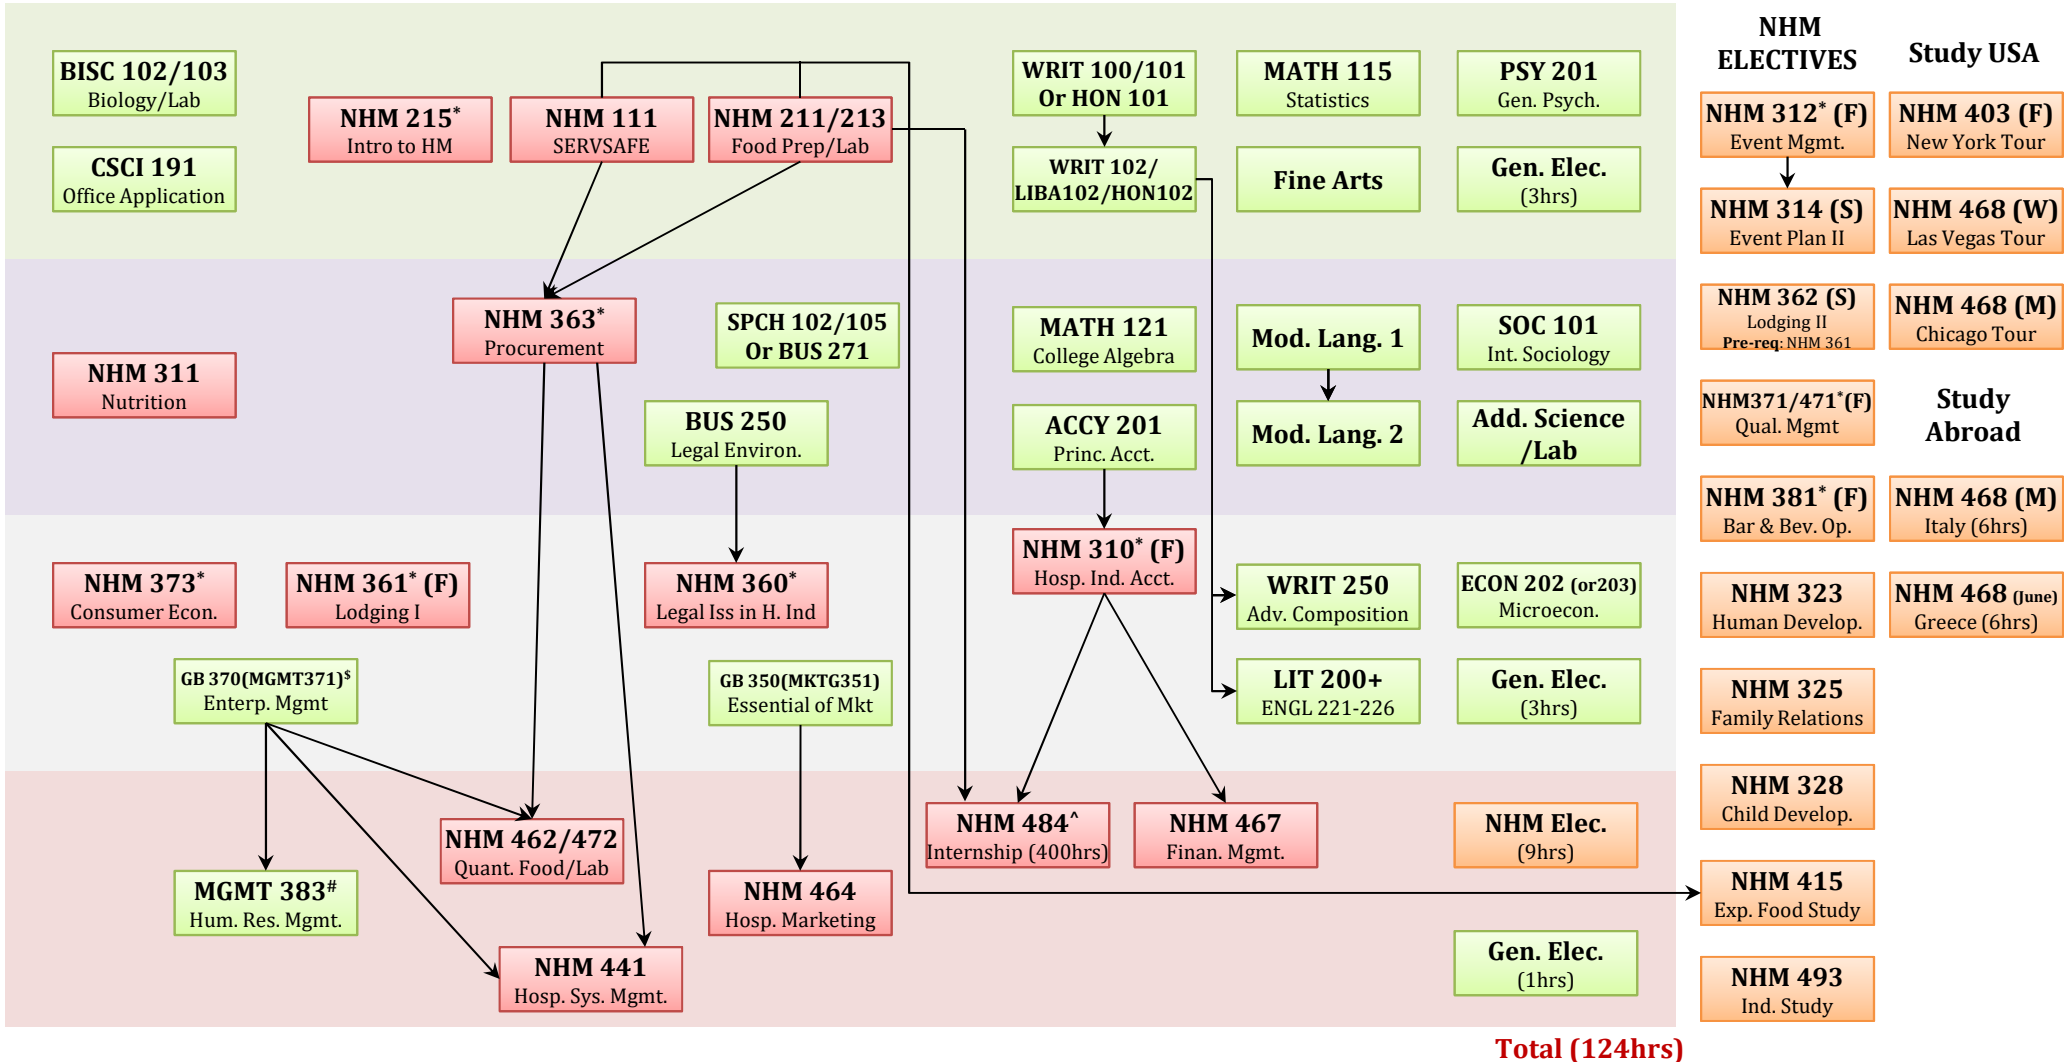 BISC 102/103
Biology/Lab
CSCI 191
Office Application
NHM 215*
Intro to HM
NHM 111
SERVSAFE
NHM 211/213
Food Prep/Lab
WRIT 100/101
Or HON 101
WRIT 102/
LIBA102/HON102
MATH 115
Statistics
Fine Arts
PSY 201
Gen. Psych.
Gen. Elec.
(3hrs)
NHM 311
Nutrition
NHM 363*
Procurement
SPCH 102/105
Or BUS 271
BUS 250
Legal Environ.
MATH 121
College Algebra
ACCY 201
Princ. Acct.
Mod. Lang. 1
Mod. Lang. 2
SOC 101
Int. Sociology
Add. Science
/Lab
NHM 373*
Consumer Econ.
NHM 361* (F)
Lodging I
NHM 360*
Legal Iss in H. Ind
NHM 310* (F)
Hosp. Ind. Acct.
WRIT 250
Adv. Composition
ECON 202 (or203)
Microecon.
GB 370(MGMT371)$
Enterp. Mgmt
GB 350(MKTG351)
Essential of Mkt
LIT 200+
ENGL 221-226
Gen. Elec.
(3hrs)
NHM 462/472
Quant. Food/Lab
MGMT 383#
Hum. Res. Mgmt.
NHM 441
Hosp. Sys. Mgmt.
NHM 464
Hosp. Marketing
NHM 484^
Internship (400hrs)
NHM 467
Finan. Mgmt.
NHM Elec.
(9hrs)
Gen. Elec.
(1hrs)
NHM
ELECTIVES
NHM 312* (F)
Event Mgmt.
NHM 314 (S)
Event Plan II
NHM 362 (S)
Lodging II
Pre-req: NHM 361
NHM371/471*(F)
Qual. Mgmt
NHM 381* (F)
Bar & Bev. Op.
NHM 323
Human Develop.
NHM 325
Family Relations
NHM 328
Child Develop.
NHM 415
Exp. Food Study
NHM 493
Ind. Study
Study USA
NHM 403 (F)
New York Tour
NHM 468 (W)
Las Vegas Tour
NHM 468 (M)
Chicago Tour
Study
Abroad
NHM 468 (M)
Italy (6hrs)
NHM 468 (June)
Greece (6hrs)
Total (124hrs)